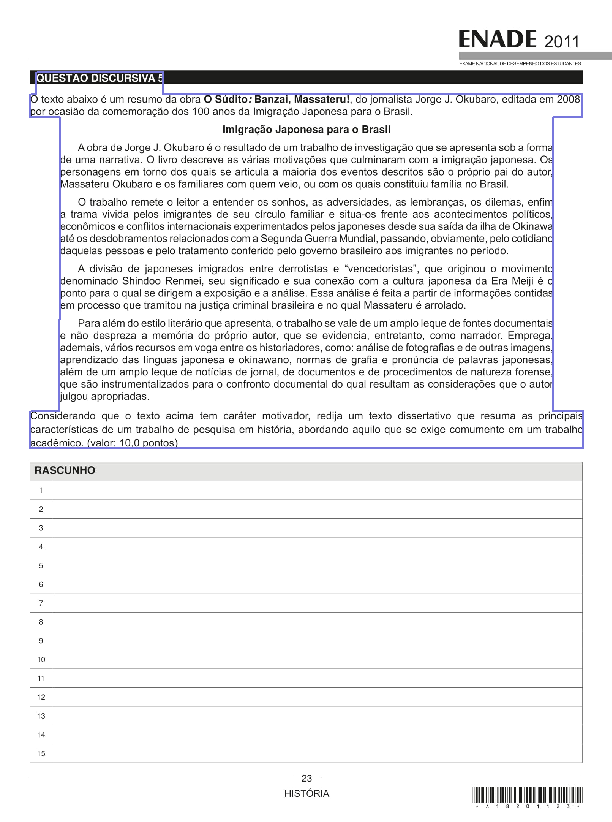 ENADE 2011
EXAME NACIONAL DE DESEMPENHO DOS ESTUDANTES
QUESTÃO DISCURSIVA 5
O texto abaixo é um resumo da obra O Súdito: Banzai, Massateru!, do jornalista Jorge J. Okubaro, editada em 2008
por ocasião da comemoração dos 100 anos da Imigração Japonesa para o Brasil.
Imigração Japonesa para o Brasil
A obra de Jorge J. Okubaro é o resultado de um trabalho de investigação que se apresenta sob a forma
de uma narrativa. O livro descreve as várias motivações que culminaram com a imigração japonesa. Os
personagens em torno dos quais se articula a maioria dos eventos descritos são o próprio pai do autor,
Massateru Okubaro e os familiares com quem veio, ou com os quais constituiu família no Brasil.
O trabalho remete o leitor a entender os sonhos, as adversidades, as lembranças, os dilemas, enfim
a trama vivida pelos imigrantes de seu círculo familiar e situa-os frente aos acontecimentos políticos,
econômicos e conflitos internacionais experimentados pelos japoneses desde sua saída da ilha de Okinawa
até os desdobramentos relacionados com a Segunda Guerra Mundial, passando, obviamente, pelo cotidiano
daquelas pessoas e pelo tratamento conferido pelo governo brasileiro aos imigrantes no período.
A divisão de japoneses imigrados entre derrotistas e “vencedoristas”, que originou o movimento
denominado Shindoo Renmei, seu significado e sua conexão com a cultura japonesa da Era Meiji é o
ponto para o qual se dirigem a exposição e a análise. Essa análise é feita a partir de informações contidas
em processo que tramitou na justiça criminal brasileira e no qual Massateru é arrolado.
Para além do estilo literário que apresenta, o trabalho se vale de um amplo leque de fontes documentais
e não despreza a memória do próprio autor, que se evidencia, entretanto, como narrador. Emprega,
ademais, vários recursos em voga entre os historiadores, como: análise de fotografias e de outras imagens,
aprendizado das línguas japonesa e okinawano, normas de grafia e pronúncia de palavras japonesas,
além de um amplo leque de notícias de jornal, de documentos e de procedimentos de natureza forense,
que são instrumentalizados para o confronto documental do qual resultam as considerações que o autor
julgou apropriadas.
Considerando que o texto acima tem caráter motivador, redija um texto dissertativo que resuma as principais
características de um trabalho de pesquisa em história, abordando aquilo que se exige comumente em um trabalho
acadêmico. (valor: 10,0 pontos)
RASCUNHO
1
2
3
4
5
6
7
8
9
10
11
12
13
14
15
23
HISTÓRIA